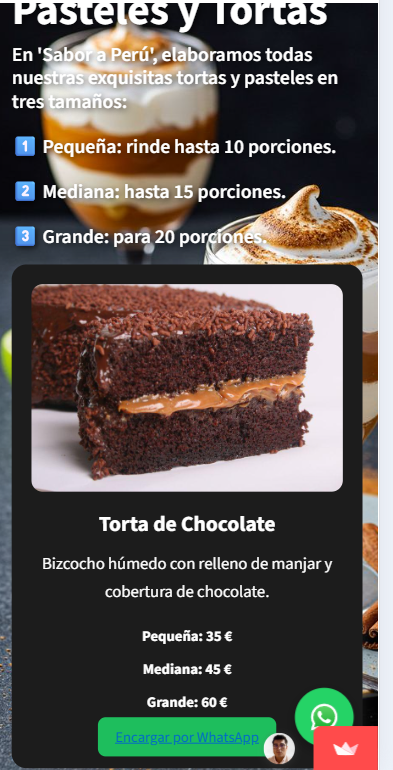 Pasteles y Tortas
En 'Sabor a Perú', elaboramos todas
nuestras exquisitas tortas y pasteles en
tres tamaños:
1 Pequeña: rinde hasta 10 porciones.
2 Mediana: hasta 15 porciones.
3 Grande: para 20 porciones.
Torta de Chocolate
Bizcocho húmedo con relleno de manjar y
cobertura de chocolate.
Pequeña: 35 €
Mediana: 45 €
Grande: 60 €
Encargar por WhatsApp